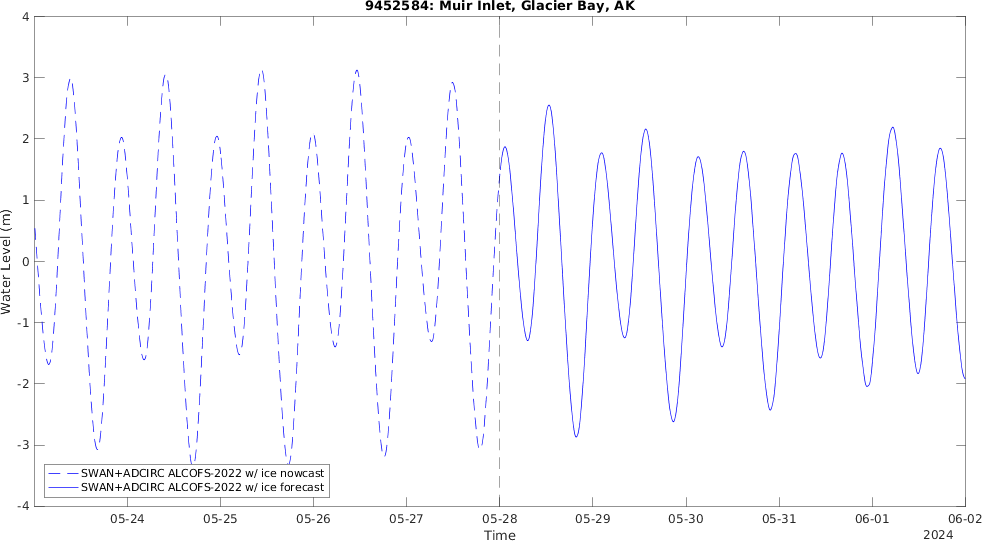 9452584: Muir Inlet, Glacier Bay, AK
4
3
2
1
0
-1
-2
-3
-4
Water Level (m)
SWAN+ADCIRC ALCOFS-2022 w/ ice nowcast
SWAN+ADCIRC ALCOFS-2022 w/ ice forecast
05-24 05-25 05-26 05-27 05-28 05-29 05-30 05-31 06-01 06-02
Time
2024